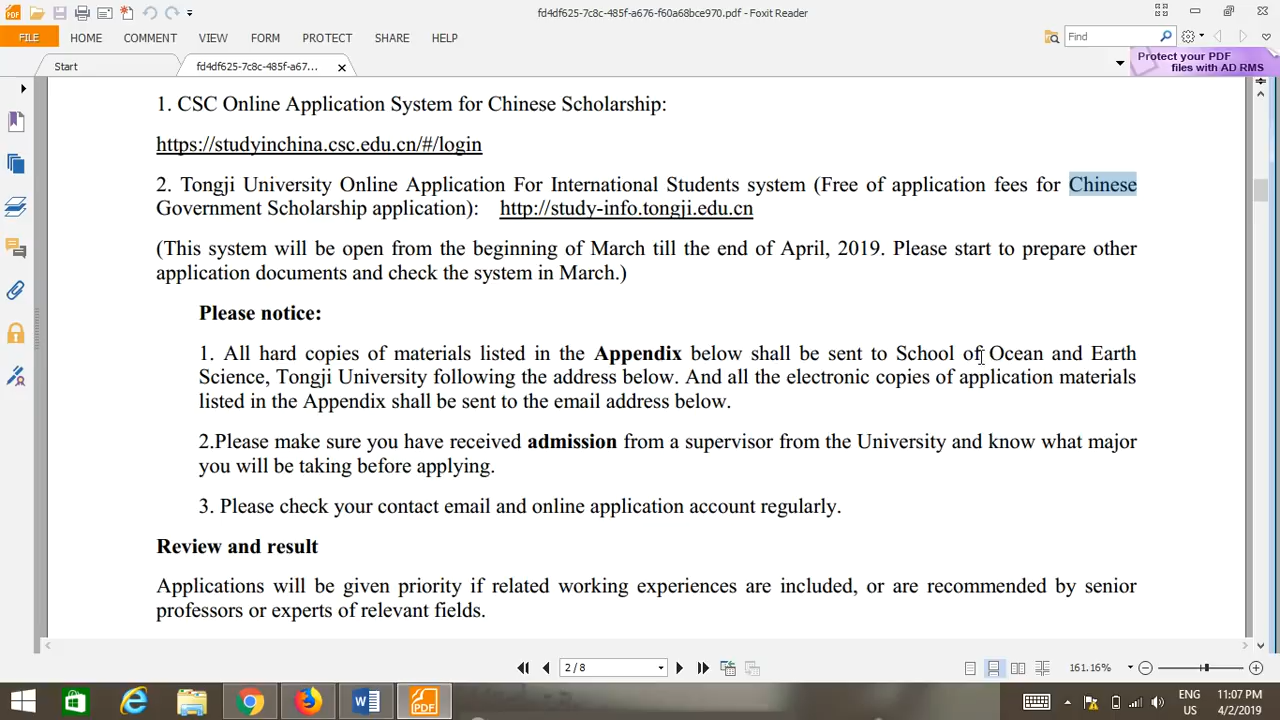 fd4df625-7c8c-485f-a676-f60a68bce970.pdf - Foxit Reader
FILE HOME COMMENT VIEW FORM PROTECT SHARE HELP
Find
Start
fd4df625-7c8c-485f-a67...
Protect your PDF
files with AD RMS
1. CSC Online Application System for Chinese Scholarship:
https://studyinchina.csc.edu.cn/#/login
2. Tongji University Online Application For International Students system (Free of application fees for Chinese
Government Scholarship application): http://study-info.tongji.edu.cn
(This system will be open from the beginning of March till the end of April, 2019. Please start to prepare other
application documents and check the system in March.)
Please notice:
1. All hard copies of materials listed in the Appendix below shall be sent to School of Ocean and Earth
Science, Tongji University following the address below. And all the electronic copies of application materials
listed in the Appendix shall be sent to the email address below.
2.Please make sure you have received admission from a supervisor from the University and know what major
you will be taking before applying.
3. Please check your contact email and online application account regularly.
Review and result
Applications will be given priority if related working experiences are included, or are recommended by senior
professors or experts of relevant fields.
2 / 8
161.16%
ENG 11:07 PM
US 4/2/2019